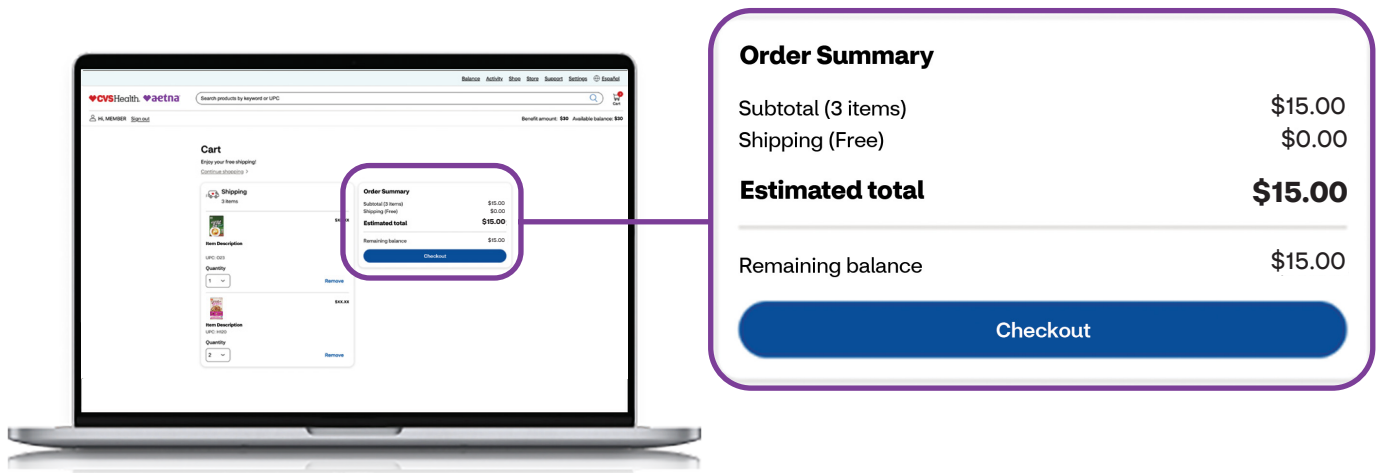 Balance Activity Shop Store Support Settings Español
CVSHealth. aetna Search products by keyword or UPC Cart
Hi, MEMBER Sign out Benefit amount: $30 Available balance: $30
Cart
Enjoy your free shipping!
Continue shopping >
Shipping
3 items
Item Description
UPC: 023
Quantity
1
Remove
$XX.XX
Item Description
Quantity
2
Remove
Order Summary
Subtotal (3 items) $15.00
Shipping (Free) $0.00
Estimated total $15.00
Remaining balance $15.00
Checkout
Order Summary
Subtotal (3 items) $15.00
Shipping (Free) $0.00
Estimated total $15.00
Remaining balance $15.00
Checkout